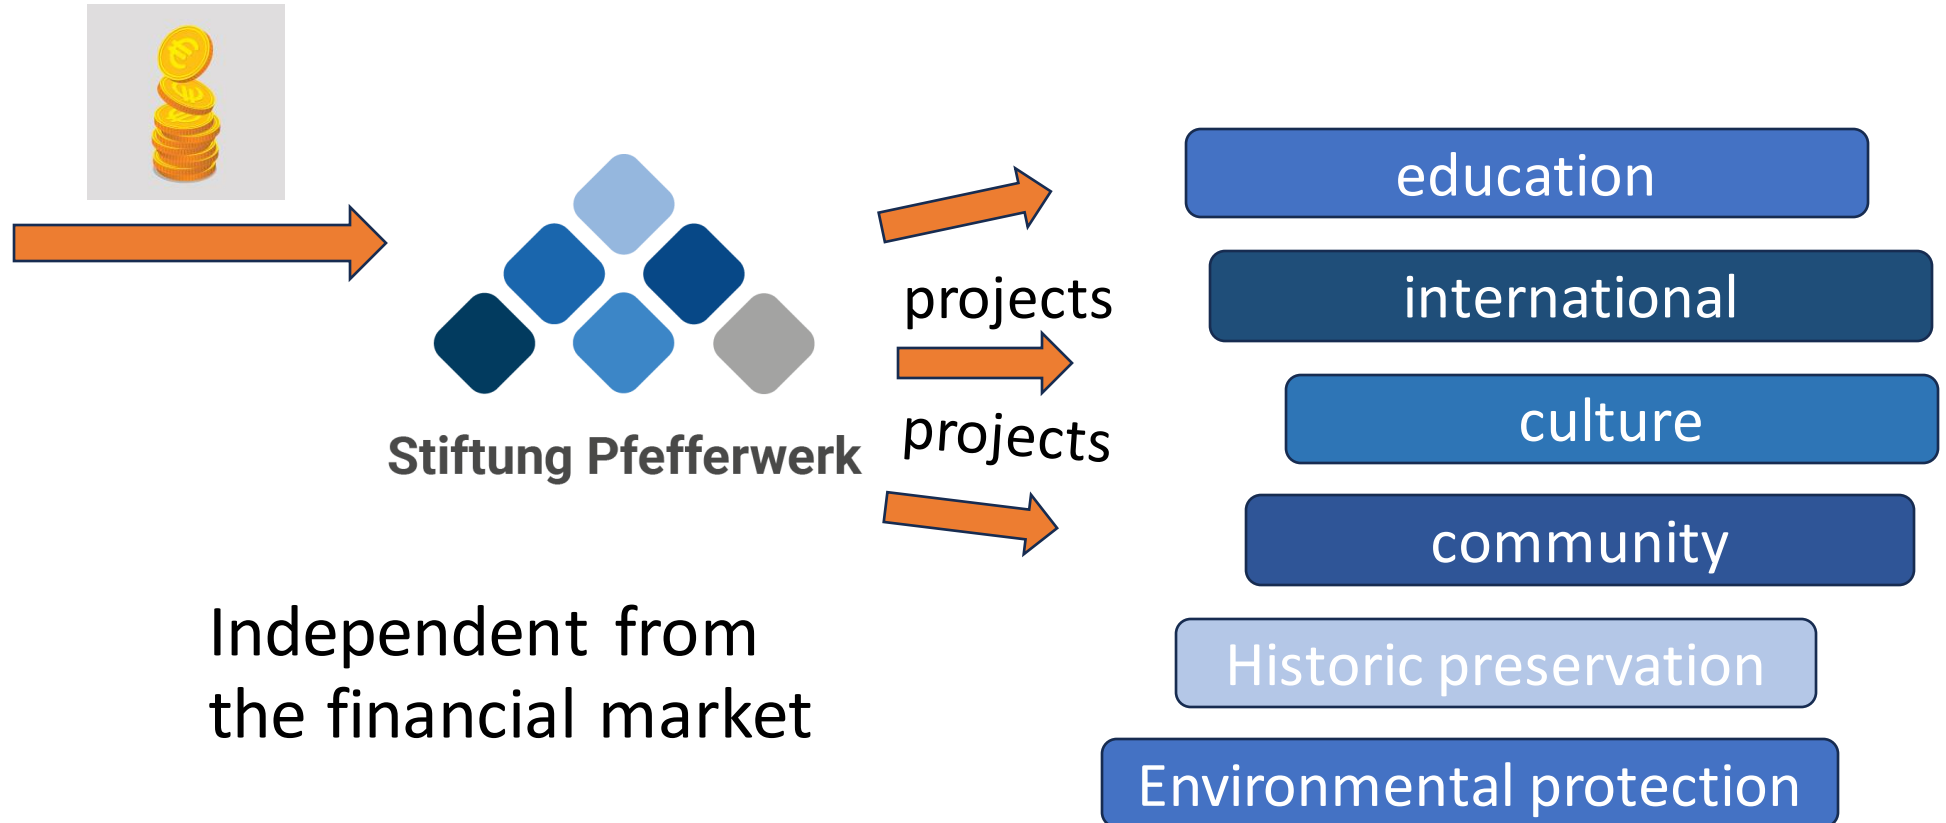 Stiftung Pfefferwerk
Independent from
the financial market
projects
projects
education
international
culture
community
Historic preservation
Environmental protection